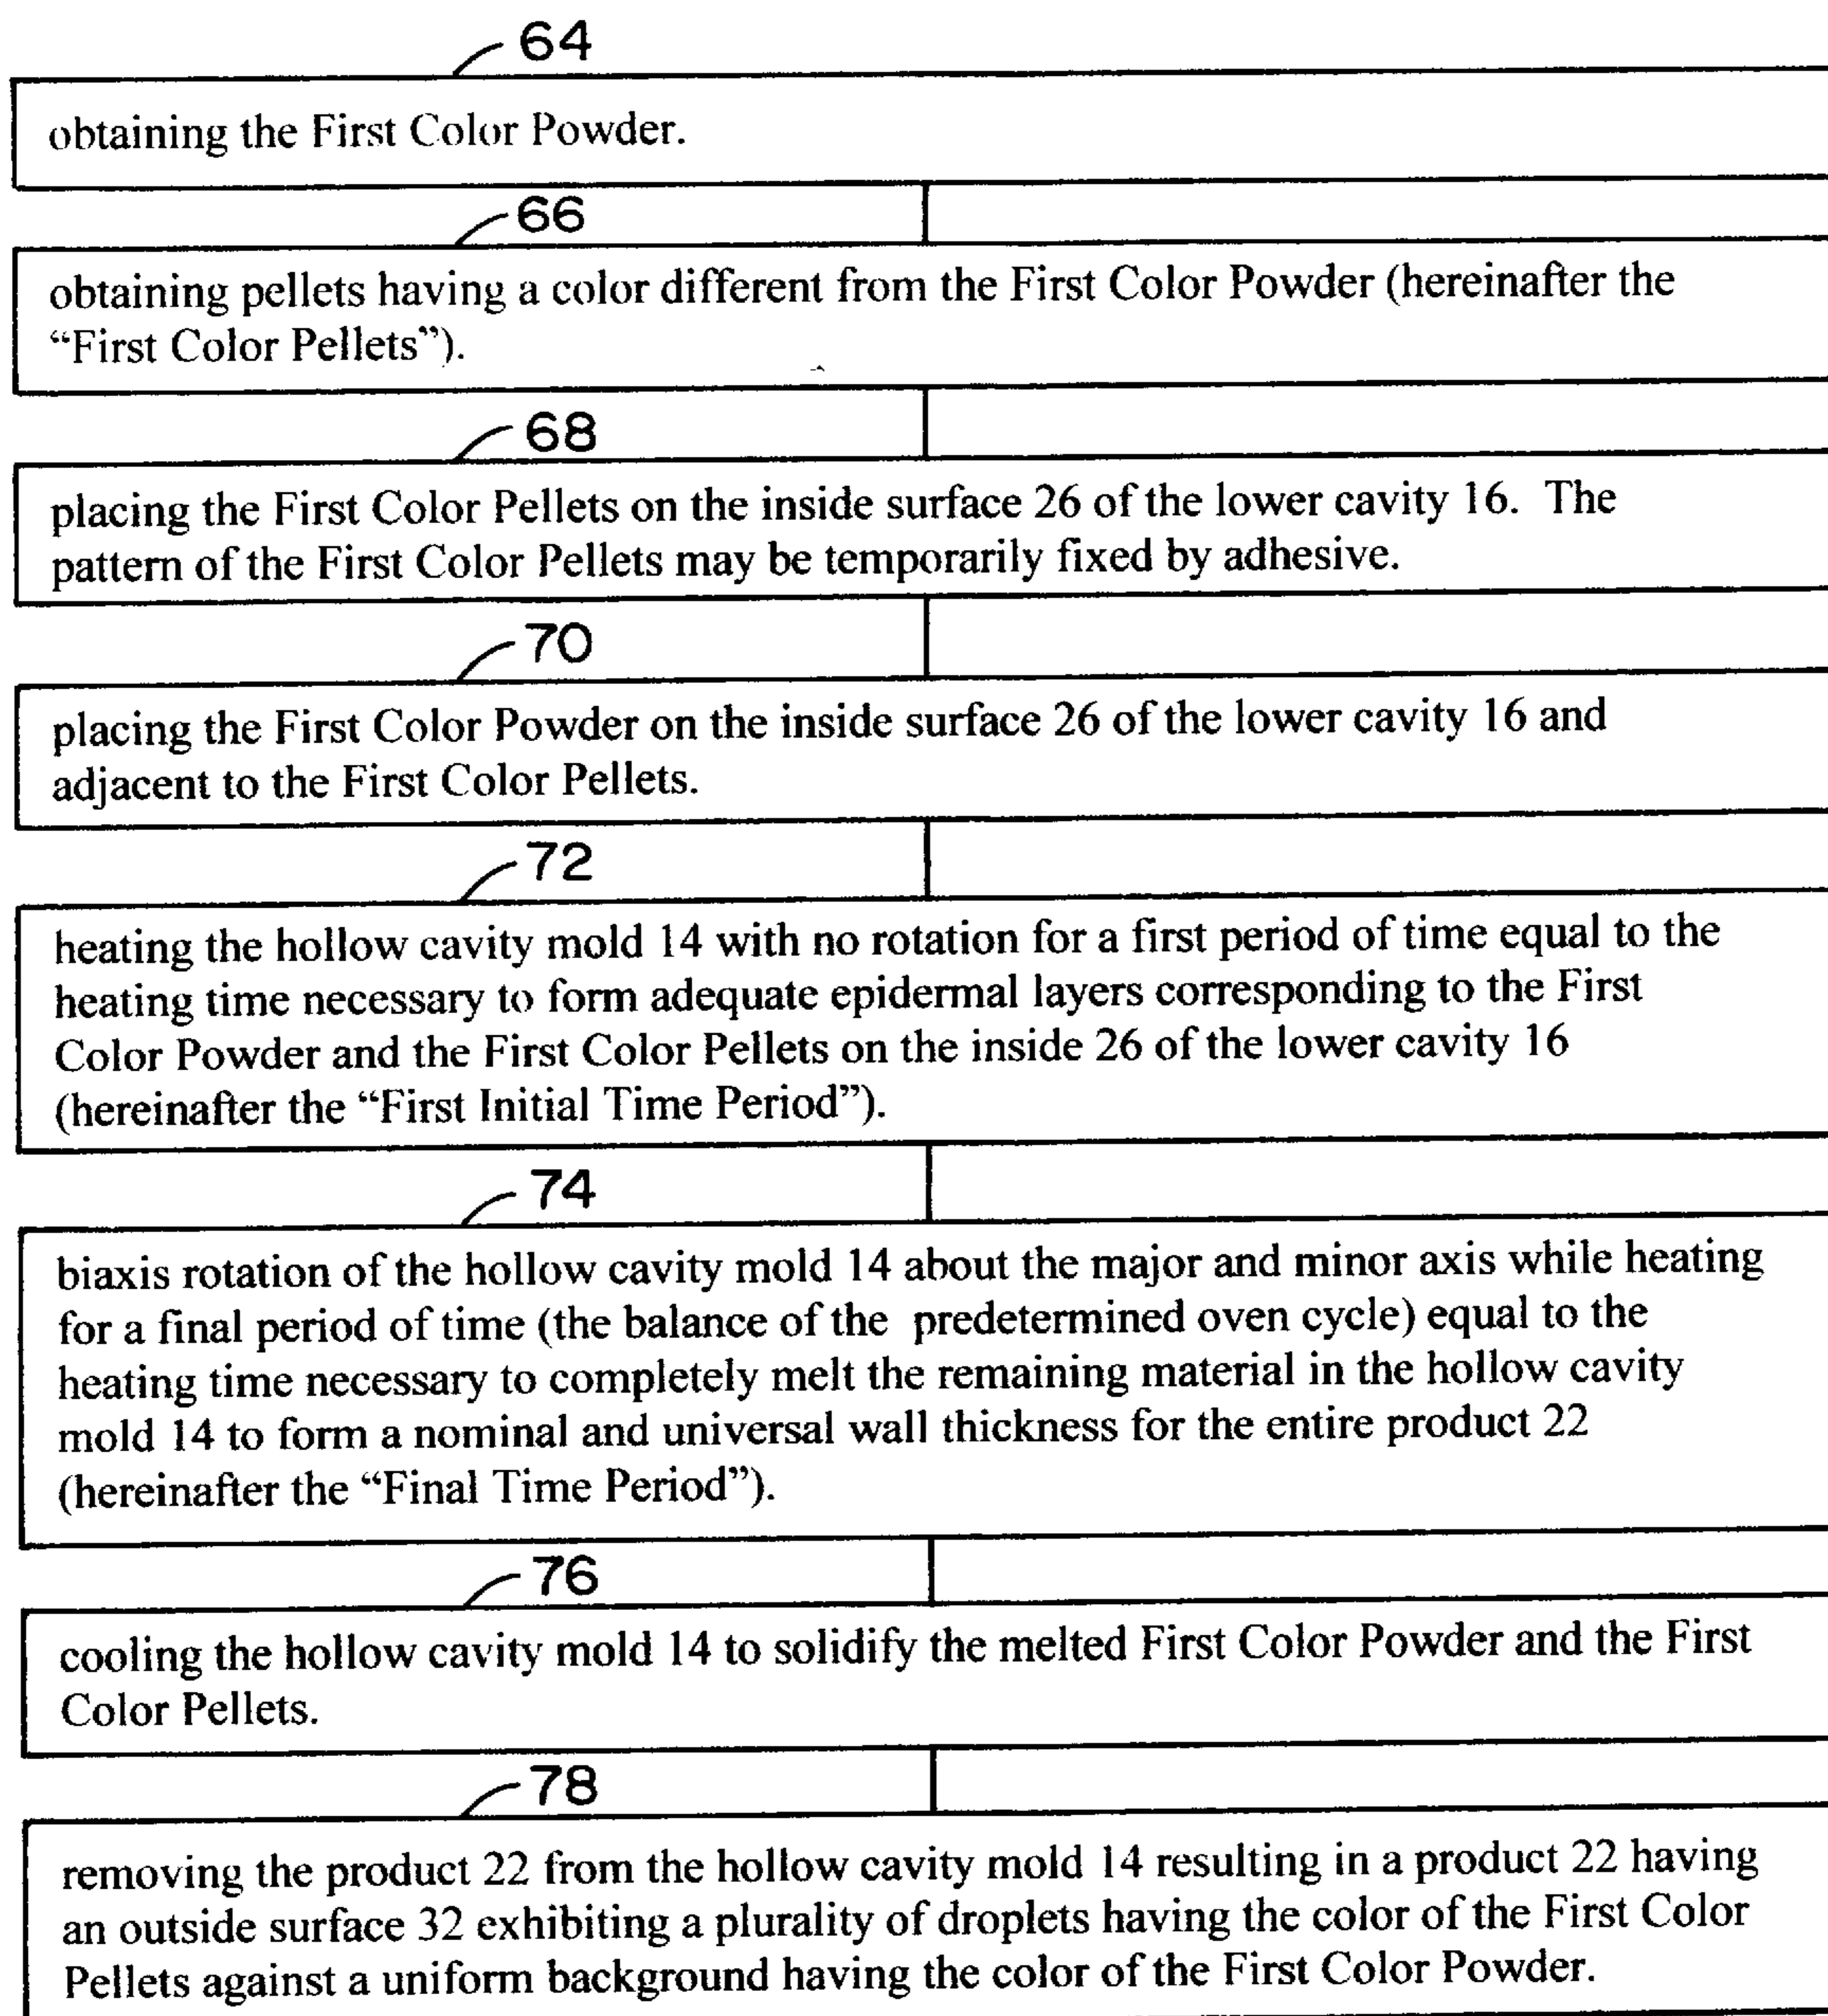 64
obtaining the First Color Powder.
66
obtaining pellets having a color different from the First Color Powder (hereinafter the
“First Color Pellets”).
68
placing the First Color Pellets on the inside surface 26 of the lower cavity 16.  The
pattern of the First Color Pellets may be temporarily fixed by adhesive.
70
placing the First Color Powder on the inside surface 26 of the lower cavity 16 and
adjacent to the First Color Pellets.
72
heating the hollow cavity mold 14 with no rotation for a first period of time equal to the
heating time necessary to form adequate epidermal layers corresponding to the First
Color Powder and the First Color Pellets on the inside 26 of the lower cavity 16
(hereinafter the “First Initial Time Period”).
74
biaxis rotation of the hollow cavity mold 14 about the major and minor axis while heating
for a final period of time (the balance of the  predetermined oven cycle) equal to the
heating time necessary to completely melt the remaining material in the hollow cavity
mold 14 to form a nominal and universal wall thickness for the entire product 22
(hereinafter the “Final Time Period”).
76
cooling the hollow cavity mold 14 to solidify the melted First Color Powder and the First
Color Pellets.
78
removing the product 22 from the hollow cavity mold 14 resulting in a product 22 having
an outside surface 32 exhibiting a plurality of droplets having the color of the First Color
Pellets against a uniform background having the color of the First Color Powder.